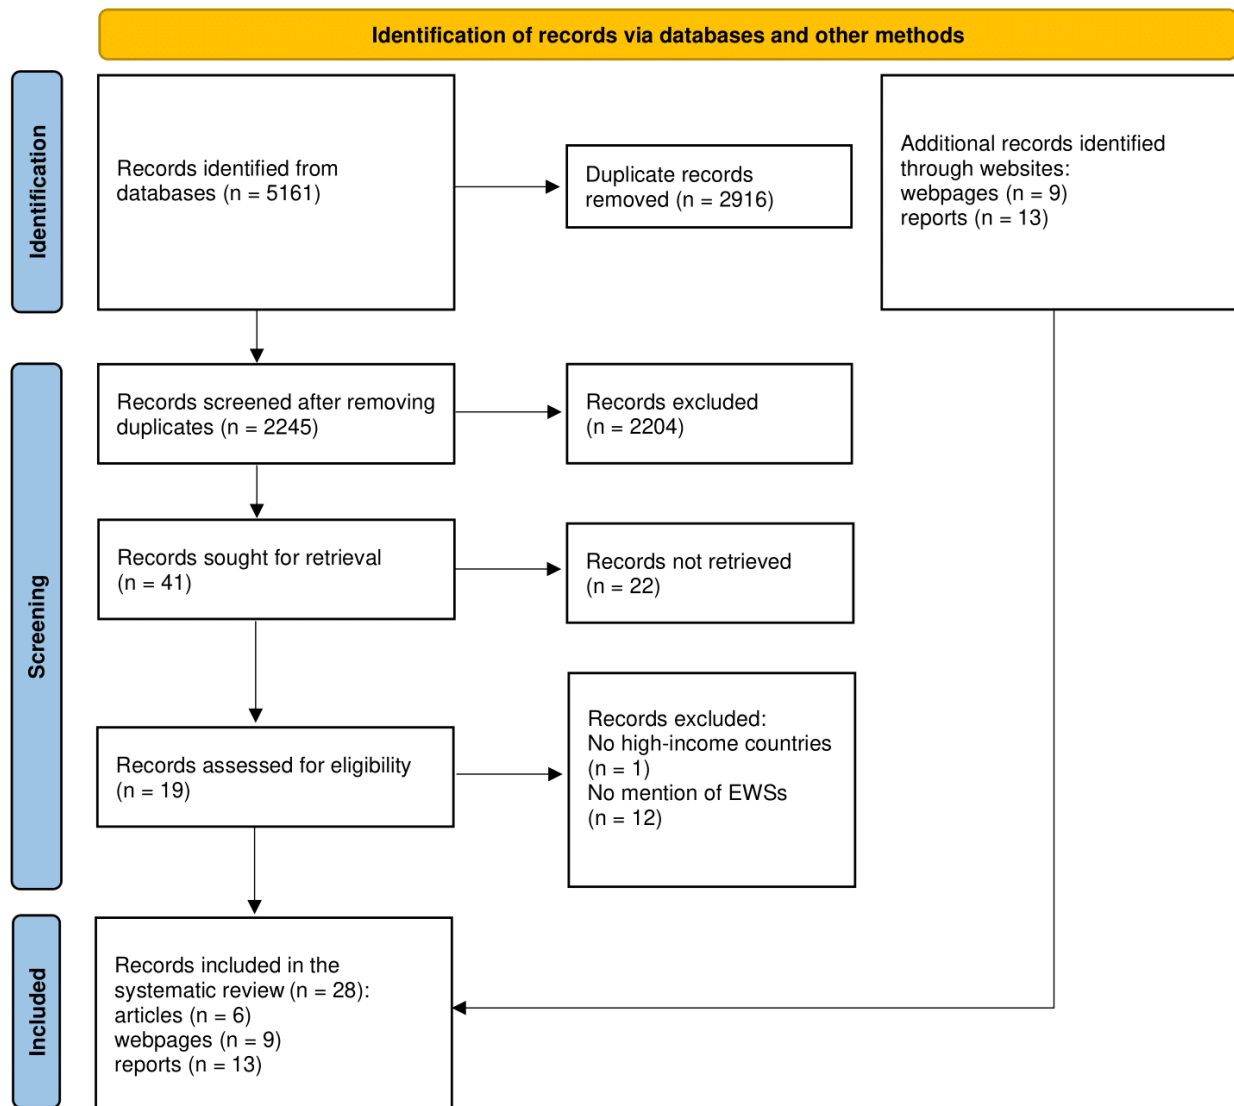 Identification of records via databases and other methods
Identification
Records identified from
databases (n = 5161)
Duplicate records
removed (n = 2916)
Additional records identified
through websites:
webpages (n = 9)
reports (n = 13)
Screening
Records screened after removing
duplicates (n = 2245)
Records excluded
(n = 2204)
Records sought for retrieval
(n = 41)
Records not retrieved
(n = 22)
Records assessed for eligibility
(n = 19)
Records excluded:
No high-income countries
(n = 1)
No mention of EWSs
(n = 12)
Included
Records included in the
systematic review (n = 28):
articles (n = 6)
webpages (n = 9)
reports (n = 13)